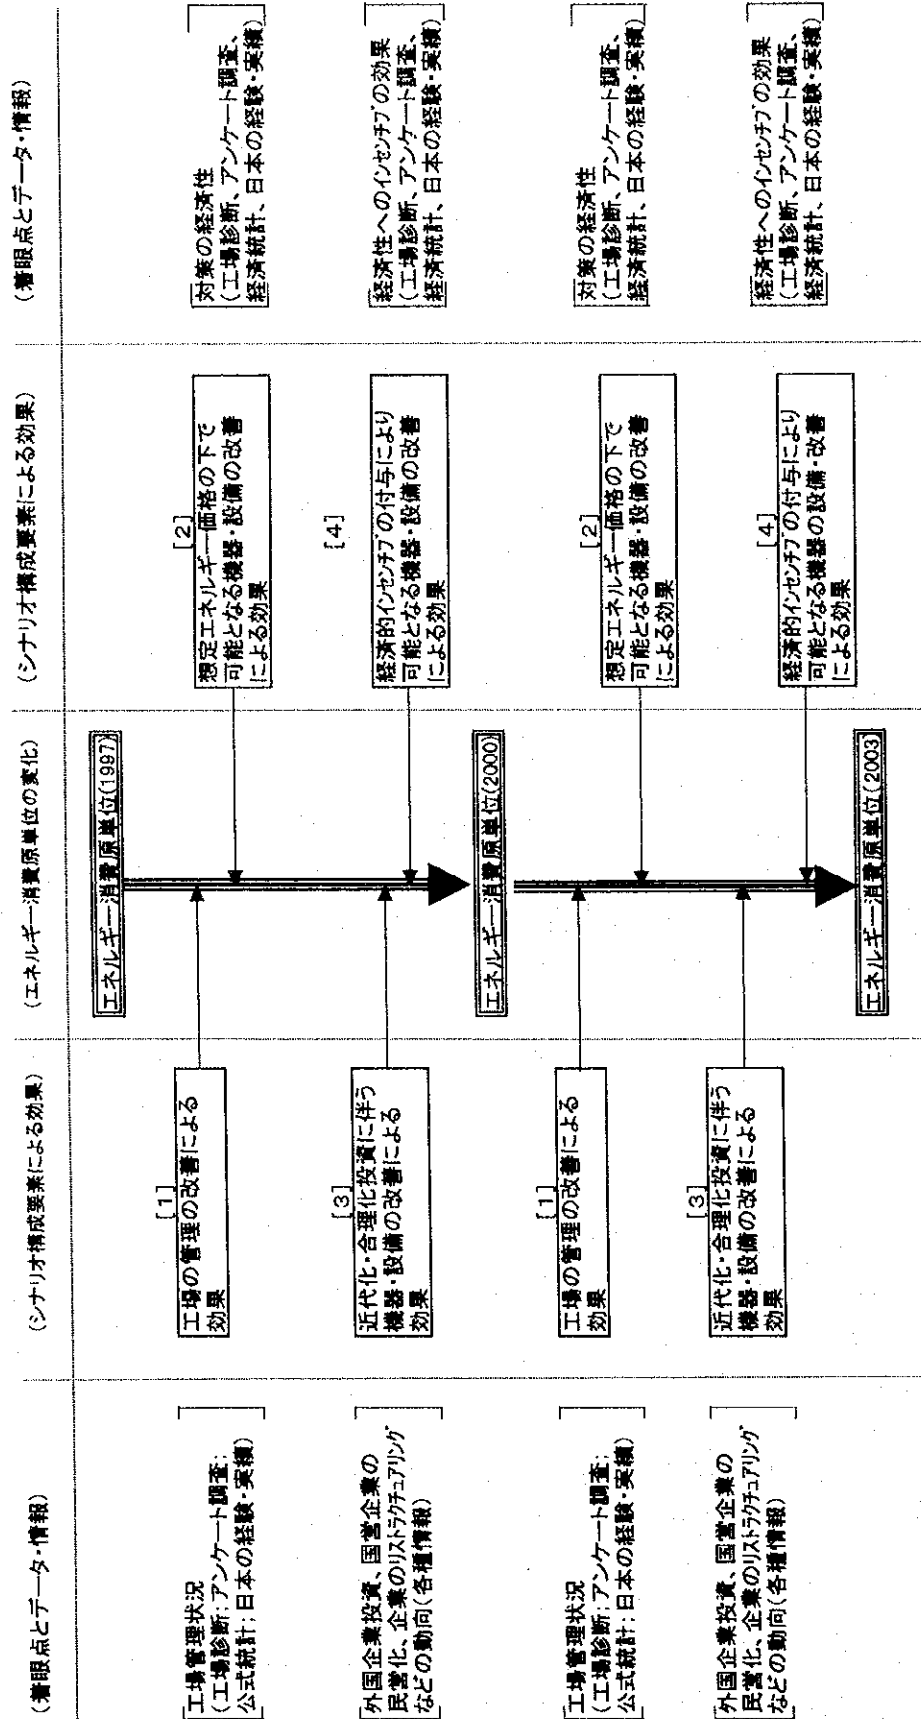 (着眼点とデータ・情報)
(シナリオ構成要素による効果)
(エネルギー消費原単位の変化)
(シナリオ構成要素による効果)
(着眼点とデータ・情報)
エネルギー消費原単位(1997)
工場管理状況
(工場診断;アンケート調査;
公式統計;日本の経験・実績)
[1]
工場の管理の改善による
効果
[2]
想定エネルギー価格の下で
可能となる機器・設備の改善
による効果
対策の経済性
(工場診断、アンケート調査、
経済統計、日本の経験・実績)
外国企業投資、国営企業の
民営化、企業のリストラクチュアリング
などの動向(各種情報)
[3]
近代化・合理化投資に伴う
機器・設備の改善による
効果
[4]
経済的インセンチブの付与により
可能となる機器・設備の改善
による効果
経済性へのインセンチブの効果
(工場診断、アンケート調査、
経済統計、日本の経験・実績)
エネルギー消費原単位(2000)
工場管理状況
(工場診断;アンケート調査;
公式統計;日本の経験・実績)
[1]
工場の管理の改善による
効果
[2]
想定エネルギー価格の下で
可能となる機器・設備の改善
による効果
対策の経済性
(工場診断、アンケート調査、
経済統計、日本の経験・実績)
外国企業投資、国営企業の
民営化、企業のリストラクチュアリング
などの動向(各種情報)
[3]
近代化・合理化投資に伴う
機器・設備の改善による
効果
[4]
経済的インセンチブの付与により
可能となる機器の設備・改善
による効果
経済性へのインセンチブの効果
(工場診断、アンケート調査、
経済統計、日本の経験・実績)
エネルギー消費原単位(2003)